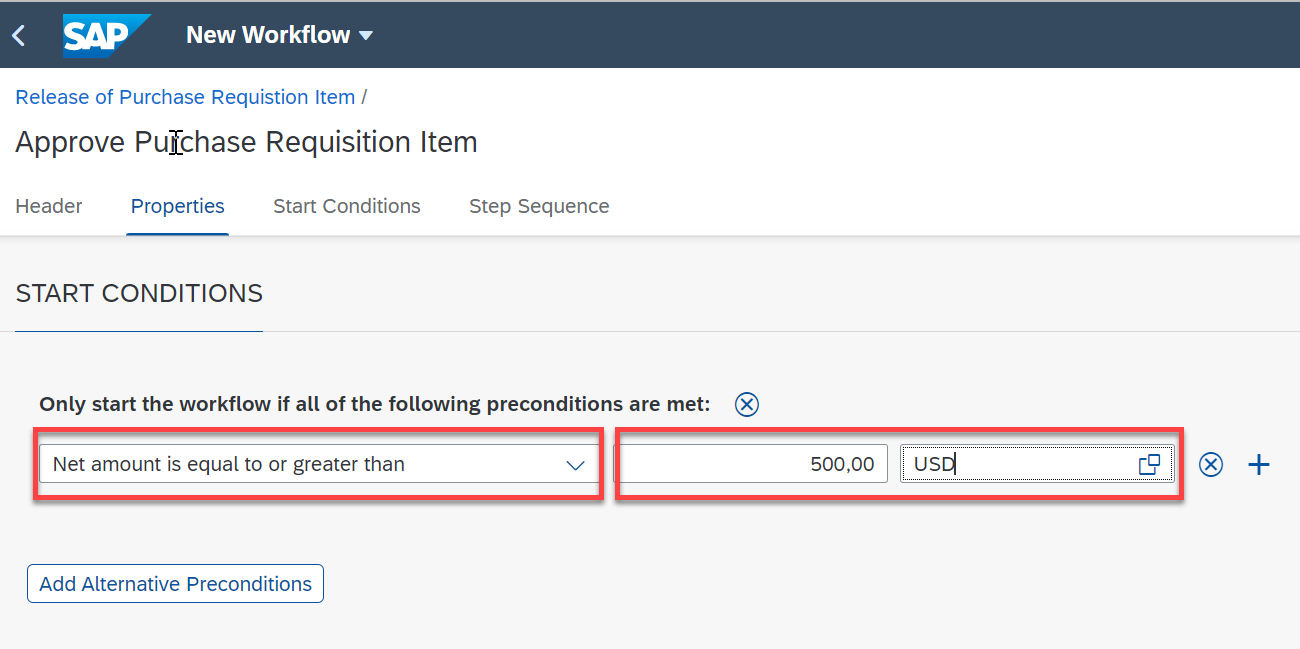 SAP New Workflow
Release of Purchase Requistion Item /
Approve Purchase Requisition Item
Header Properties Start Conditions Step Sequence
START CONDITIONS
Only start the workflow if all of the following preconditions are met:
Net amount is equal to or greater than 500,00 USD
Add Alternative Preconditions